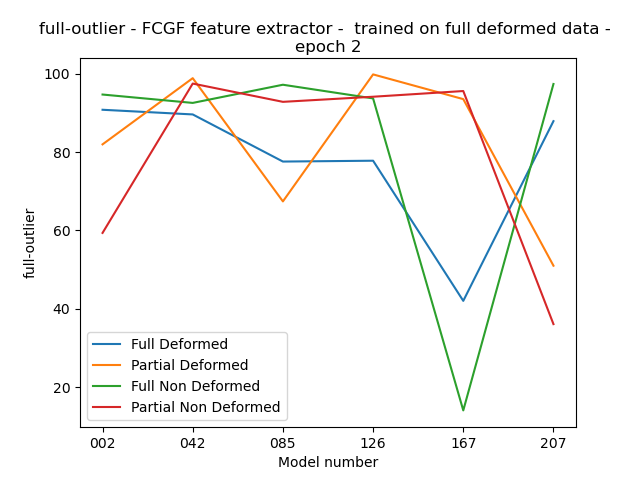 full-outlier - FCGF feature extractor -  trained on full deformed data -
epoch 2
100
80
60
40
20
full-outlier
Full Deformed
Partial Deformed
Full Non Deformed
Partial Non Deformed
002 042 085 126 167 207
Model number